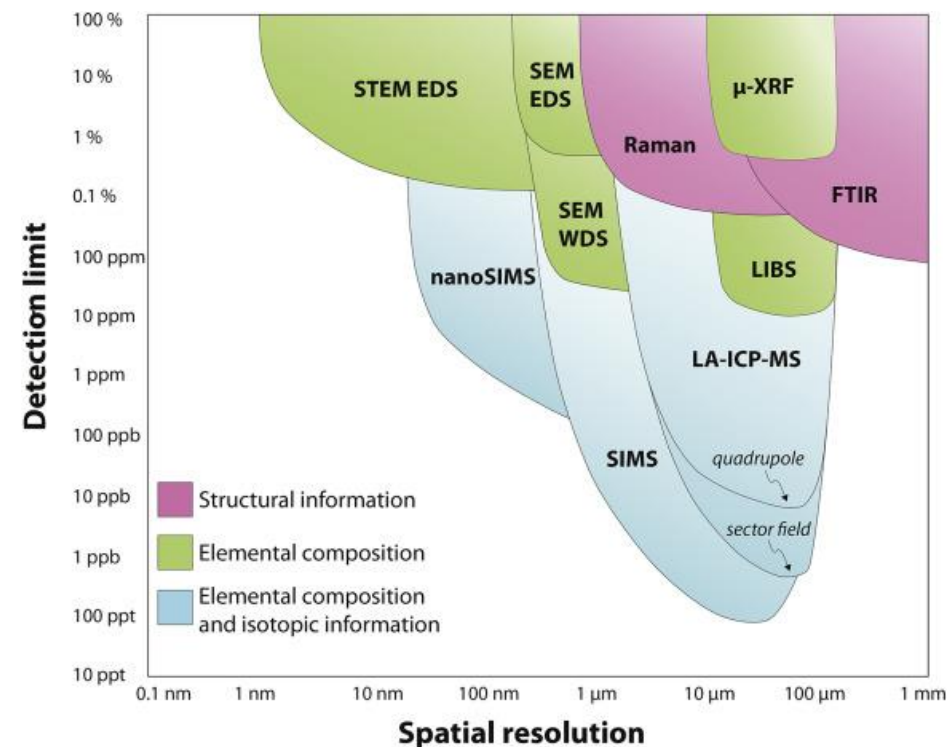 100 %
10 %
1 %
0.1 %
100 ppm
10 ppm
1 ppm
100 ppb
10 ppb
1 ppb
100 ppt
10 ppt
Detection limit
STEM EDS
SEM
EDS
μ-XRF
Raman
FTIR
SEM
WDS
nanoSIMS
LIBS
LA-ICP-MS
SIMS
quadrupole
sector field
Structural information
Elemental composition
Elemental composition
and isotopic information
0.1 nm
1 nm
10 nm
100 nm
1 μm
10 μm
100 μm
1 mm
Spatial resolution